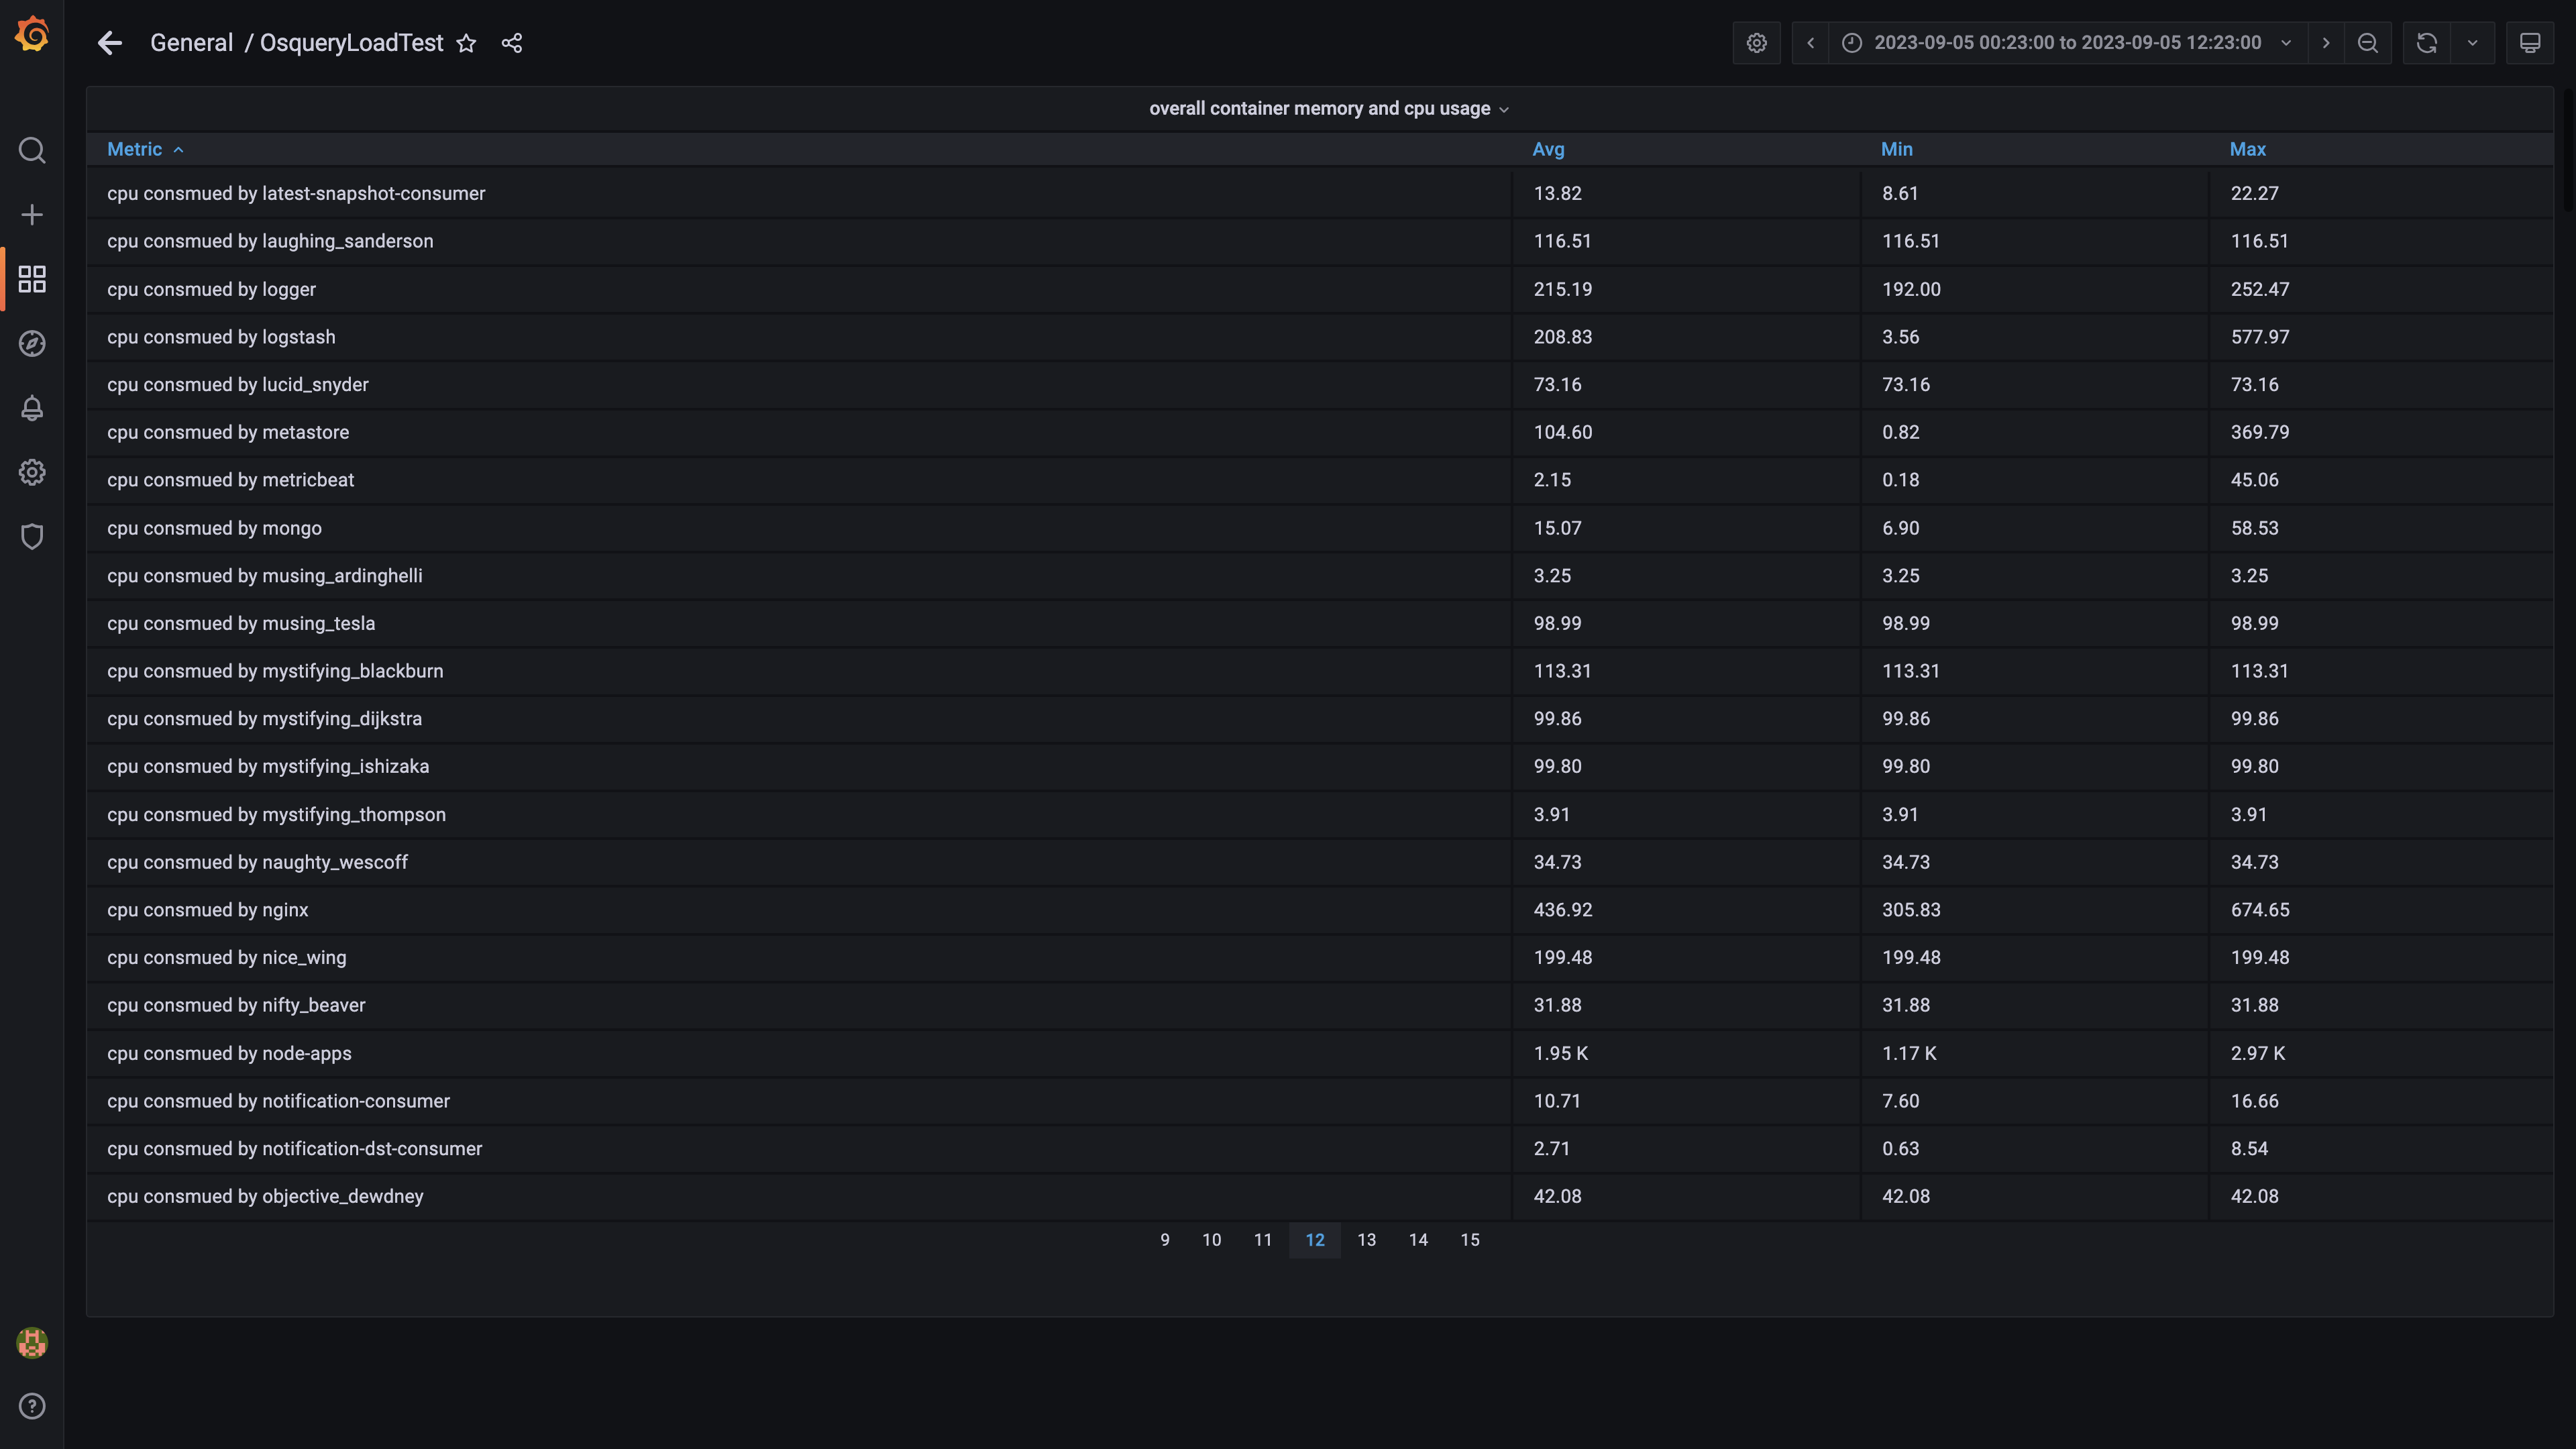 General / OsqueryLoadTest
2023-09-05 00:23:00 to 2023-09-05 12:23:00
overall container memory and cpu usage
Metric Avg Min Max
cpu consmued by latest-snapshot-consumer 13.82 8.61 22.27
cpu consmued by laughing_sanderson 116.51 116.51 116.51
cpu consmued by logger 215.19 192.00 252.47
cpu consmued by logstash 208.83 3.56 577.97
cpu consmued by lucid_snyder 73.16 73.16 73.16
cpu consmued by metastore 104.60 0.82 369.79
cpu consmued by metricbeat 2.15 0.18 45.06
cpu consmued by mongo 15.07 6.90 58.53
cpu consmued by musing_ardinghelli 3.25 3.25 3.25
cpu consmued by musing_tesla 98.99 98.99 98.99
cpu consmued by mystifying_blackburn 113.31 113.31 113.31
cpu consmued by mystifying_dijkstra 99.86 99.86 99.86
cpu consmued by mystifying_ishizaka 99.80 99.80 99.80
cpu consmued by mystifying_thompson 3.91 3.91 3.91
cpu consmued by naughty_wescoff 34.73 34.73 34.73
cpu consmued by nginx 436.92 305.83 674.65
cpu consmued by nice_wing 199.48 199.48 199.48
cpu consmued by nifty_beaver 31.88 31.88 31.88
cpu consmued by node-apps 1.95 K 1.17 K 2.97 K
cpu consmued by notification-consumer 10.71 7.60 16.66
cpu consmued by notification-dst-consumer 2.71 0.63 8.54
cpu consmued by objective_dewdney 42.08 42.08 42.08
9 10 11 12 13 14 15